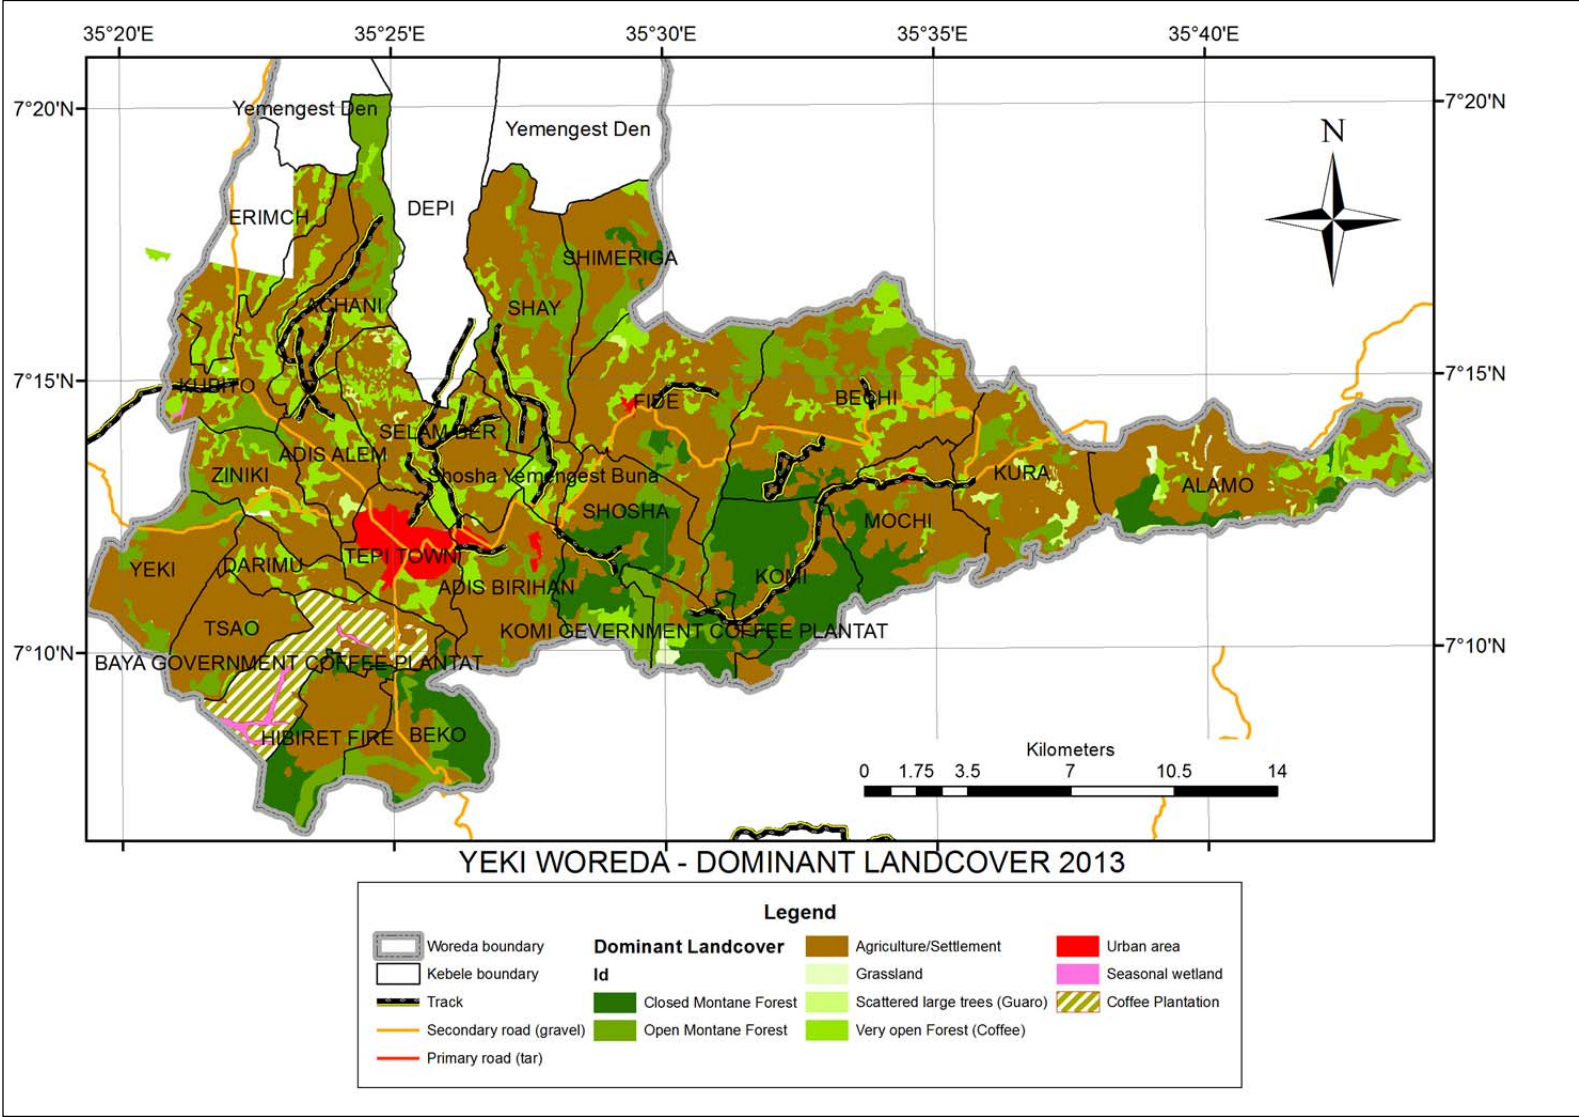 35°20'E 35°25'E 35°30'E 35°35'E 35°40'E
7°20'N 7°20'N
Yemengest Den
Yemengest Den
N
DEPI
ERIMCH
SHIMERIGA
ACHANI
SHAY
7°15'N 7°15'N
KUBITO
FIDE
BECHI
SELAM BER
ADIS ALEM
ZINIKI
Shosha Yemengest Buna
KURA
ALAMO
SHOSHA
MOCHI
TEPI TOWN
YEKI
DARIMU
KOMI
ADIS BIRIHAN
TSAO
KOMI GEVERNMENT COFFEE PLANTAT
7°10'N 7°10'N
BAYA GOVERNMENT COFFEE PLANTAT
HIBIRET FIRE
BEKO
Kilometers
0 1.75 3.5 7 10.5 14
YEKI WOREDA - DOMINANT LANDCOVER 2013
Legend
Woreda boundary
Kebele boundary
Track
Secondary road (gravel)
Primary road (tar)
Dominant Landcover
Id
Closed Montane Forest
Open Montane Forest
Agriculture/Settlement
Grassland
Scattered large trees (Guaro)
Very open Forest (Coffee)
Urban area
Seasonal wetland
Coffee Plantation